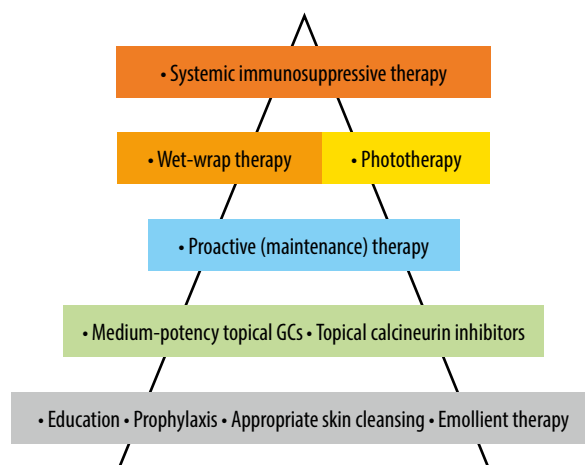 • Systemic immunosuppressive therapy
• Wet-wrap therapy • Phototherapy
• Proactive (maintenance) therapy
• Medium-potency topical GCs • Topical calcineurin inhibitors
• Education • Prophylaxis • Appropriate skin cleansing • Emollient therapy